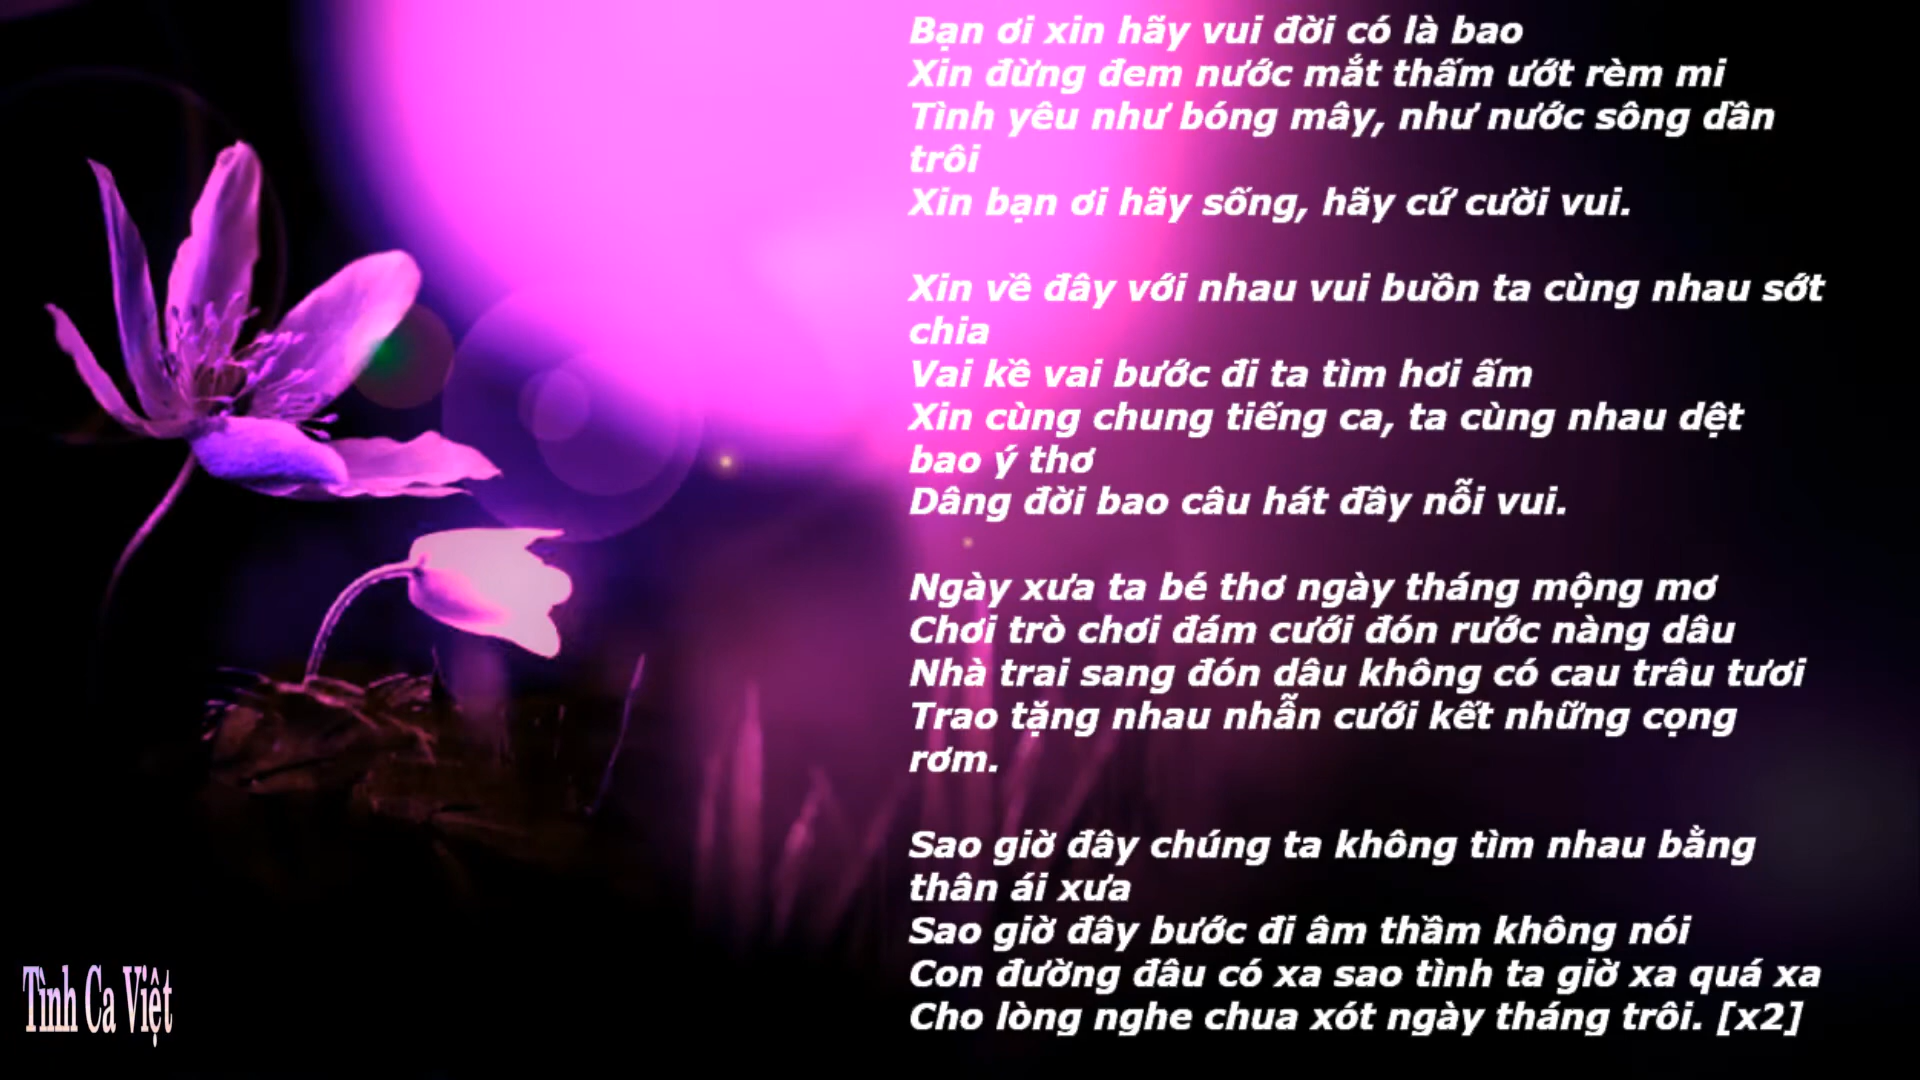 Bạn ơi xin hãy vui đời có là bao
Xin đừng đem nước mắt thấm ướt rèm mi
Tình yêu như bóng mây, như nước sông dần
trôi
Xin bạn ơi hãy sống, hãy cứ cười vui.
Xin về đây với nhau vui buồn ta cùng nhau sớt
chia
Vai kề vai bước đi ta tìm hơi ấm
Xin cùng chung tiếng ca, ta cùng nhau dệt
bao ý thơ
Dâng đời bao câu hát đầy nỗi vui.
Ngày xưa ta bé thơ ngày tháng mộng mơ
Chơi trò chơi đám cưới đón rước nàng dâu
Nhà trai sang đón dâu không có cau trâu tươi
Trao tặng nhau nhẫn cưới kết những cọng
rơm.
Sao giờ đây chúng ta không tìm nhau bằng
thân ái xưa
Sao giờ đây bước đi âm thầm không nói
Con đường đâu có xa sao tình ta giờ xa quá xa
Cho lòng nghe chua xót ngày tháng trôi. [x2]
Tình Ca Việt